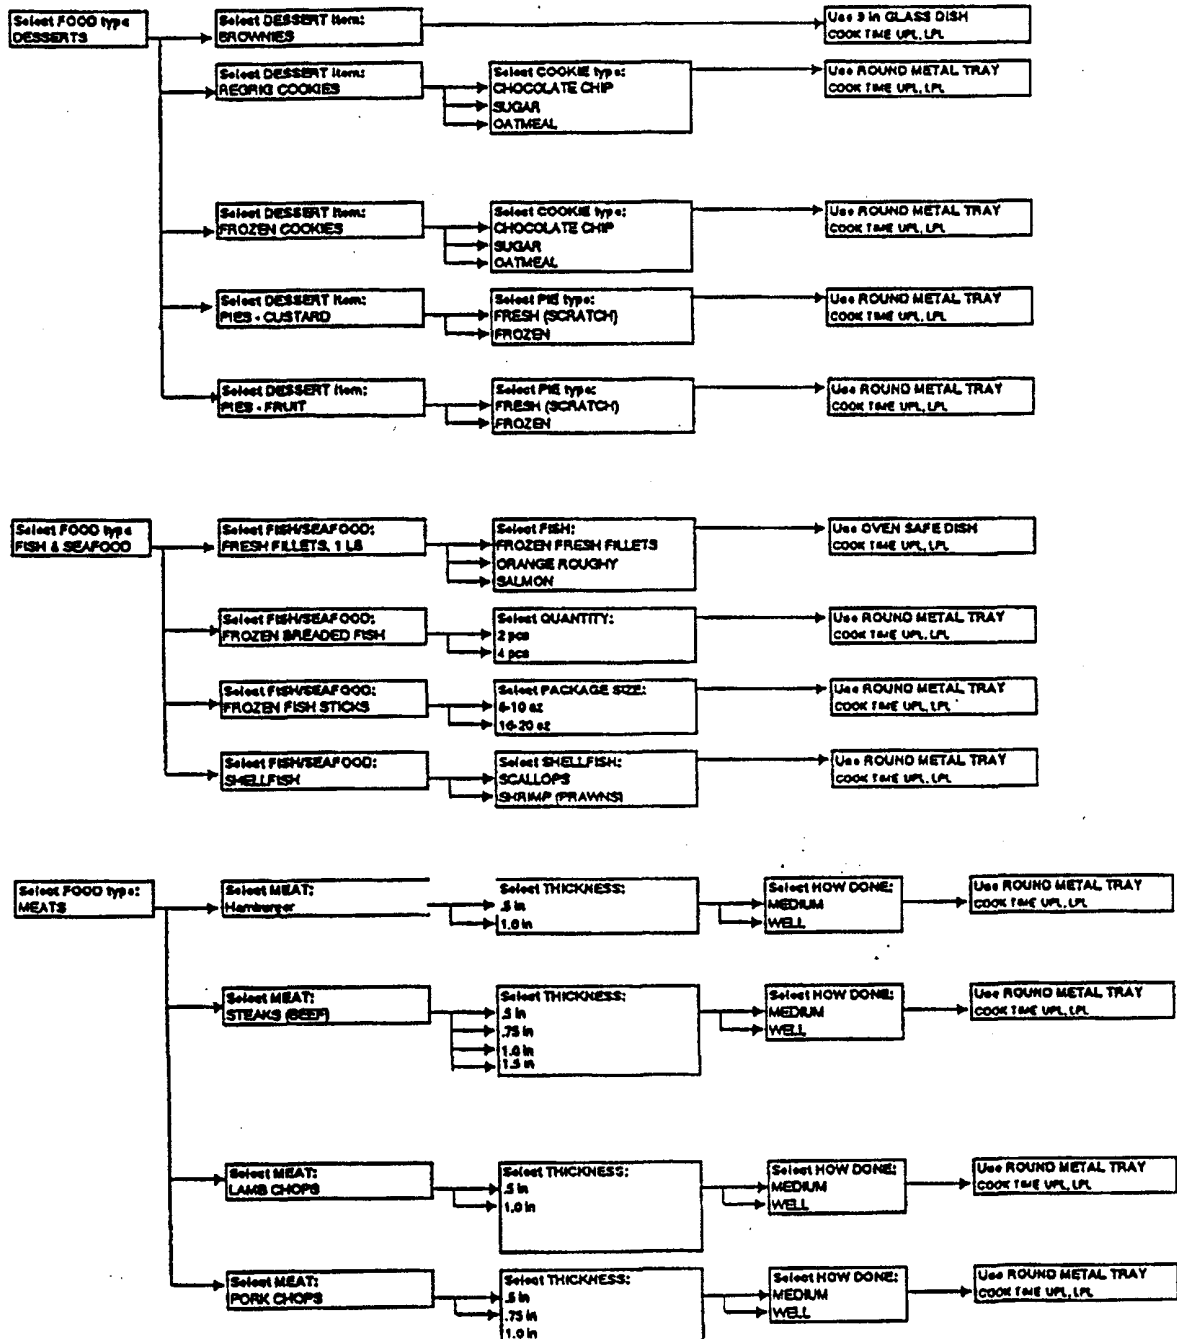 Select FOOD type
DESSERTS
Select DESSERT Item:
BROWNIES
Use 9 in GLASS DISH
COOK TIME UPL, LPL
Select DESSERT Item:
COOKIES
Select COOKIE type:
CHOCOLATE CHIP
SUGAR
OATMEAL
Use ROUND METAL TRAY
COOK TIME UPL, LPL
Select DESSERT Item:
FROZEN COOKIES
Select COOKIE type:
CHOCOLATE CHIP
SUGAR
OATMEAL
Use ROUND METAL TRAY
COOK TIME UPL, LPL
Select DESSERT Item:
PIES - CUSTARD
Select PIE type:
FRESH (SCRATCH)
FROZEN
Use ROUND METAL TRAY
COOK TIME UPL, LPL
Select DESSERT Item:
PIES - FRUIT
Select PIE type:
FRESH (SCRATCH)
FROZEN
Use ROUND METAL TRAY
COOK TIME UPL, LPL
Select FOOD type
FISH & SEAFOOD
Select FISH/SEAFOOD:
FRESH FILLETS, 1 LB
Select FISH:
FROZEN FRESH FILLETS
ORANGE ROUGHY
SALMON
Use OVEN SAFE DISH
COOK TIME UPL, LPL
Select FISH/SEAFOOD:
FROZEN BREADED FISH
Select QUANTITY:
2 pcs
4 pcs
Use ROUND METAL TRAY
COOK TIME UPL, LPL
Select FISH/SEAFOOD:
FROZEN FISH STICKS
Select PACKAGE SIZE:
oz
16-20 oz
Use ROUND METAL TRAY
COOK TIME UPL, LPL
Select FISH/SEAFOOD:
SHELLFISH
Select SHELLFISH:
SCALLOPS
SHRIMP (PRAWNS)
Use ROUND METAL TRAY
COOK TIME UPL, LPL
Select FOOD type:
MEATS
Select MEAT:
Hamburger
Select THICKNESS:
.5 in
1.0 in
Select HOW DONE:
MEDIUM
WELL
Use ROUND METAL TRAY
COOK TIME UPL, LPL
Select MEAT:
STEAKS (BEEF)
Select THICKNESS:
.5 in
.75 in
1.0 in
1.5 in
Select HOW DONE:
MEDIUM
WELL
Use ROUND METAL TRAY
COOK TIME UPL, LPL
Select MEAT:
LAMB CHOPS
Select THICKNESS:
.5 in
1.0 in
Select HOW DONE:
MEDIUM
WELL
Use ROUND METAL TRAY
COOK TIME UPL, LPL
Select MEAT:
PORK CHOPS
Select THICKNESS:
.5 in
.75 in
1.0 in
Select HOW DONE:
MEDIUM
WELL
Use ROUND METAL TRAY
COOK TIME UPL, LPL